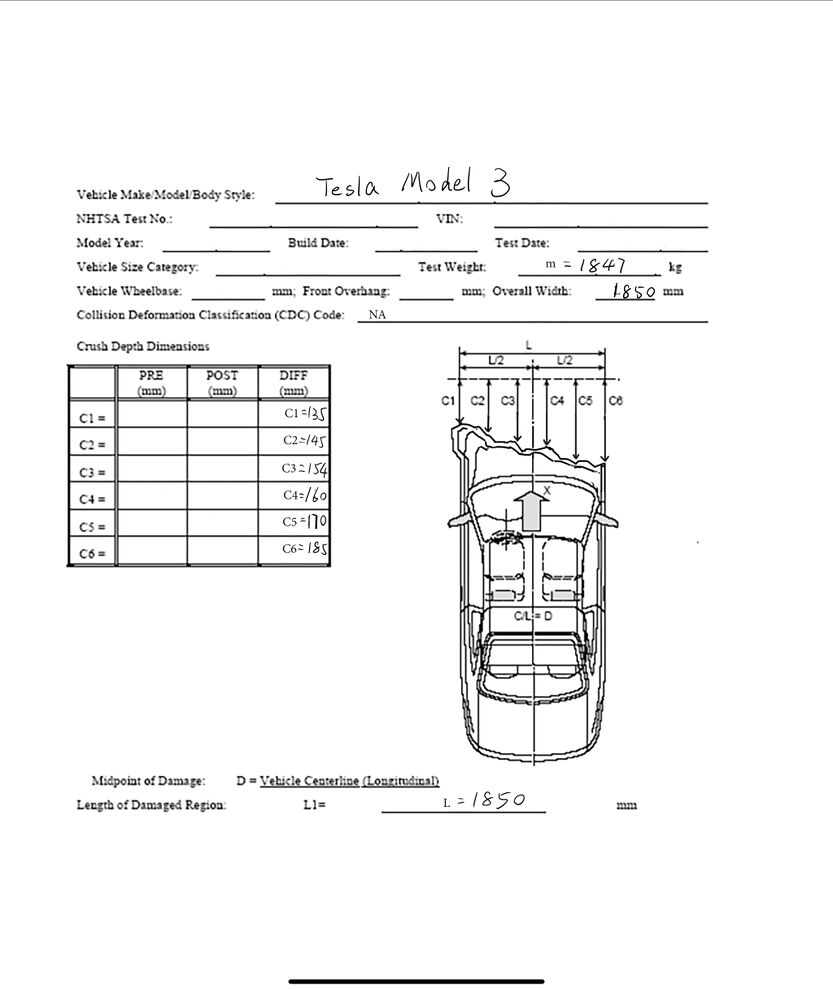 Vehicle Make/Model/Body Style: Tesla Model 3
NHTSA Test No.: VIN:
Model Year: Build Date: Test Date:
Vehicle Size Category: Test Weight: m = 1847 kg
Vehicle Wheelbase: mm; Front Overhang: mm; Overall Width: 1850 mm
Collision Deformation Classification (CDC) Code: NA
Crush Depth Dimensions
PRE (mm) POST (mm) DIFF (mm)
C1 = C1=135
C2 = C2=145
C3 = C3=154
C4 = C4=160
C5 = C5=170
C6 = C6=185
L
L/2 L/2
C1 C2 C3 C4 C5 C6
X
C/L = D
Midpoint of Damage: D = Vehicle Centerline (Longitudinal)
Length of Damaged Region: L1= L = 1850 mm